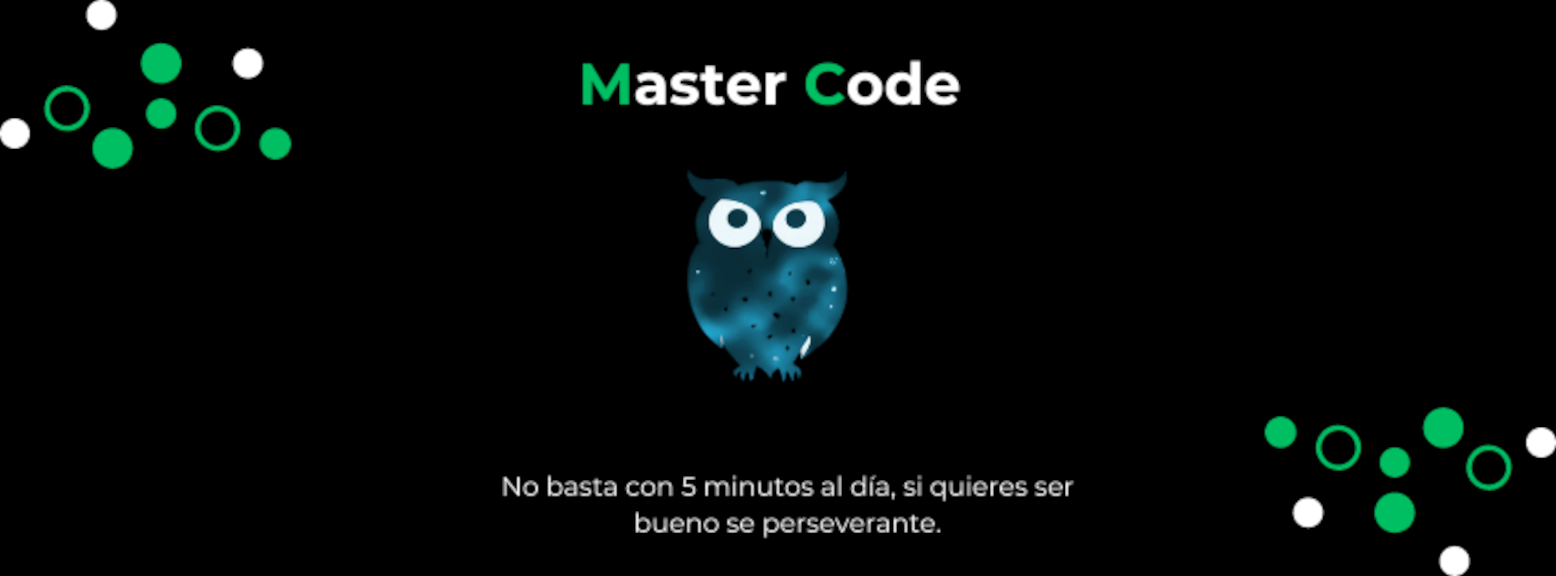 Master Code
No basta con 5 minutos al día, si quieres ser
bueno se perseverante.